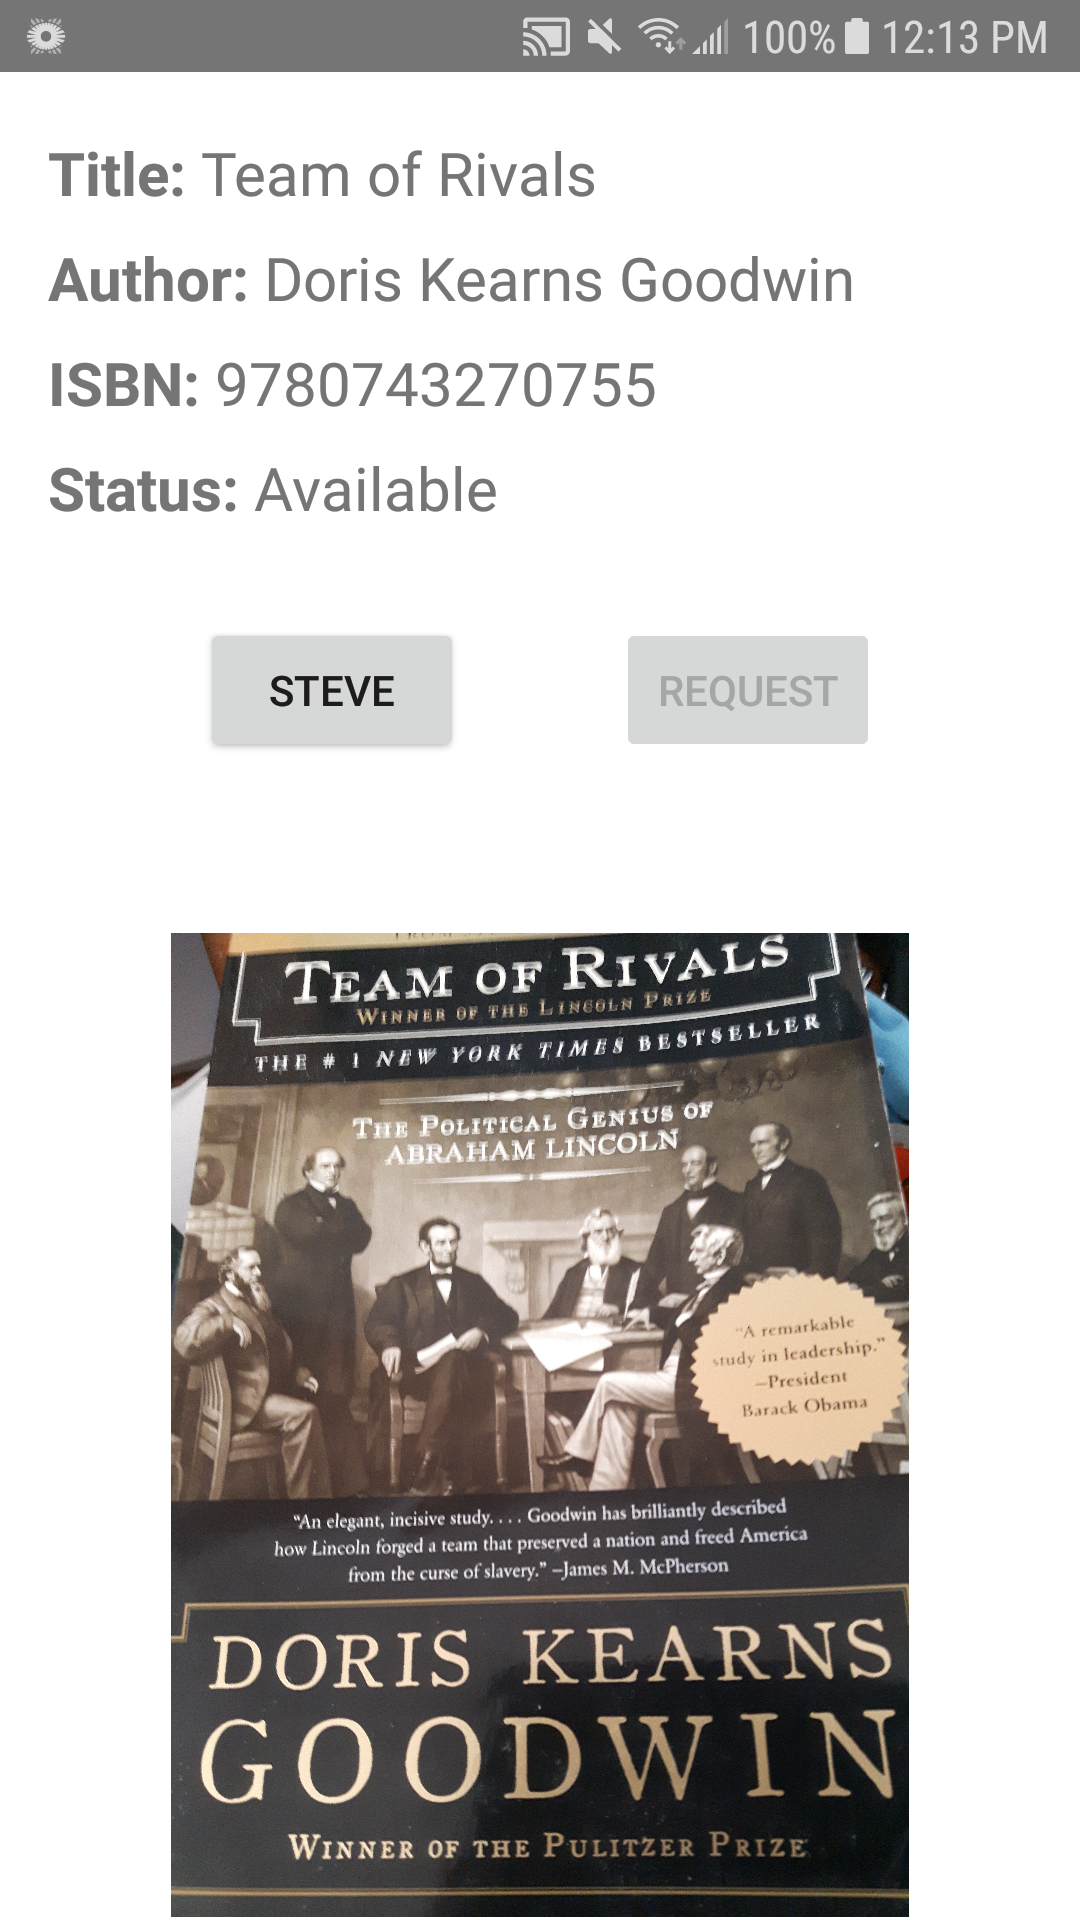 100% 12:13 PM
Title: Team of Rivals
Author: Doris Kearns Goodwin
ISBN: 9780743270755
Status: Available
STEVE REQUEST
TEAM OF RIVALS
WINNER OF THE LINCOLN PRIZE
THE # 1 NEW YORK TIMES BESTSELLER
THE POLITICAL GENIUS OF
ABRAHAM LINCOLN
"A remarkable
study in leadership."
–President
Barack Obama
"An elegant, incisive study. . . . Goodwin has brilliantly described
how Lincoln forged a team that preserved a nation and freed America
from the curse of slavery." –James M. McPherson
DORIS KEARNS
GOODWIN
WINNER OF THE PULITZER PRIZE